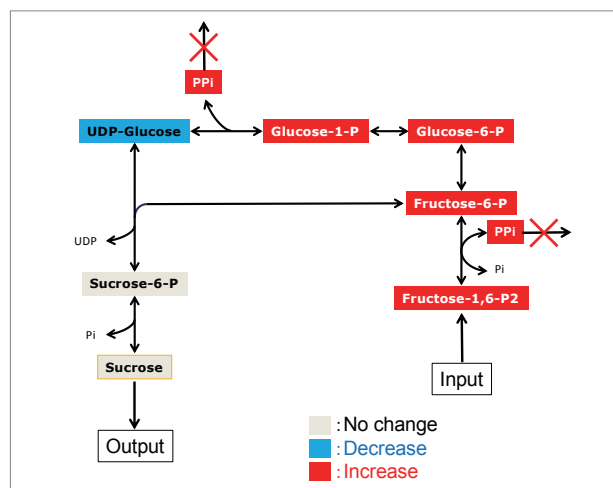 PPi
UDP-Glucose
Glucose-1-P
Glucose-6-P
Fructose-6-P
UDP
PPi
Pi
Sucrose-6-P
Fructose-1,6-P2
Pi
Sucrose
Input
Output
: No change
: Decrease
: Increase